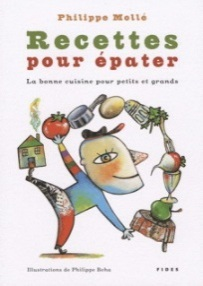 Philippe Mollé
Recettes
pour épater
La bonne cuisine pour petits et grands
Illustrations de Philippe Béha
FIDES